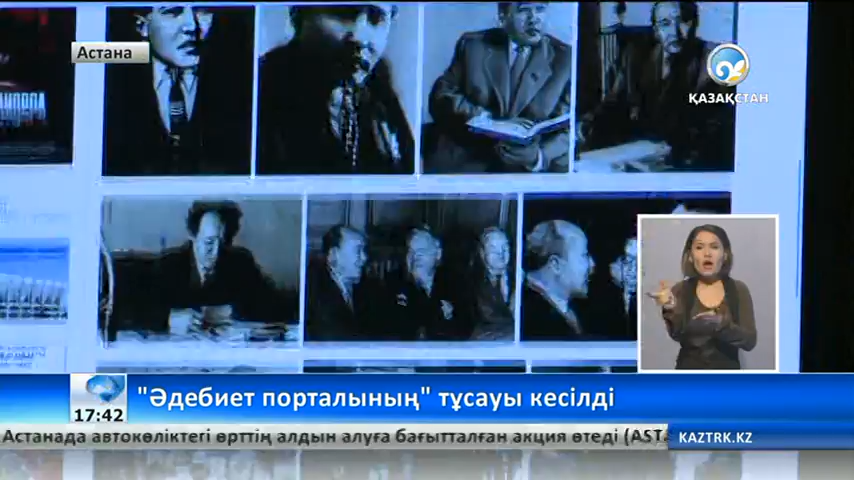 Астана
ҚАЗАҚСТАН
"Әдебиет порталының" тұсауы кесілді
17:42
Астанада автокөліктегі өрттің алдын алуға бағытталған акция өтеді (AST
KAZTRK.KZ